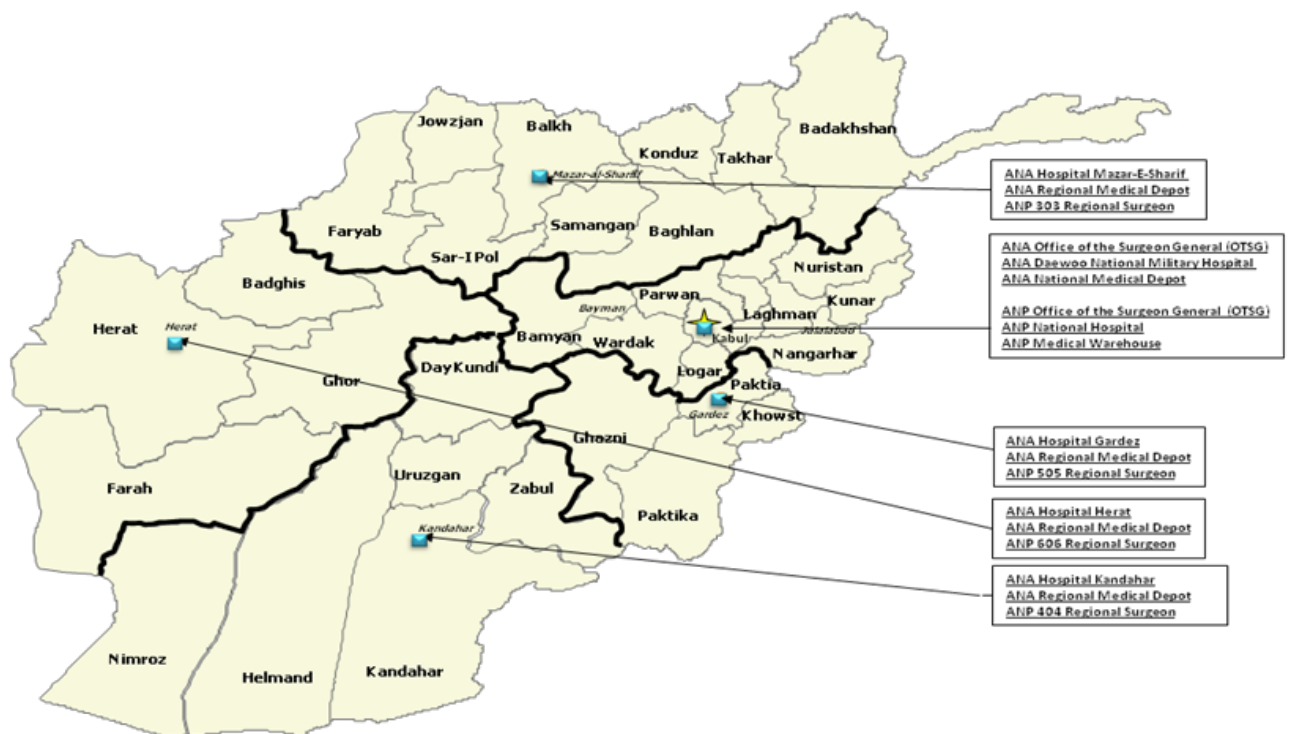 Jowzjan
Balkh
Badakhshan
Konduz
Takhar
Mazar-al-Sharif
Samangan
Baghlan
Faryab
Sar-I Pol
Badghis
Nuristan
Parwan
Kunar
Bayman
Laghman
Herat
Herat
Jalalabad
Bamyan
Wardak
Kabul
Nangarhar
Logar
Day Kundi
Ghor
Paktia
Gardez
Khowst
Ghazni
Uruzgan
Zabul
Farah
Paktika
Kandahar
Nimroz
Helmand
Kandahar
ANA Hospital Mazar-E-Sharif
ANA Regional Medical Depot
ANP 303 Regional Surgeon
ANA Office of the Surgeon General (OTSG)
ANA Daewoo National Military Hospital
ANA National Medical Depot
ANP Office of the Surgeon General (OTSG)
ANP National Hospital
ANP Medical Warehouse
ANA Hospital Gardez
ANA Regional Medical Depot
ANP 505 Regional Surgeon
ANA Hospital Herat
ANA Regional Medical Depot
ANP 606 Regional Surgeon
ANA Hospital Kandahar
ANA Regional Medical Depot
ANP 404 Regional Surgeon